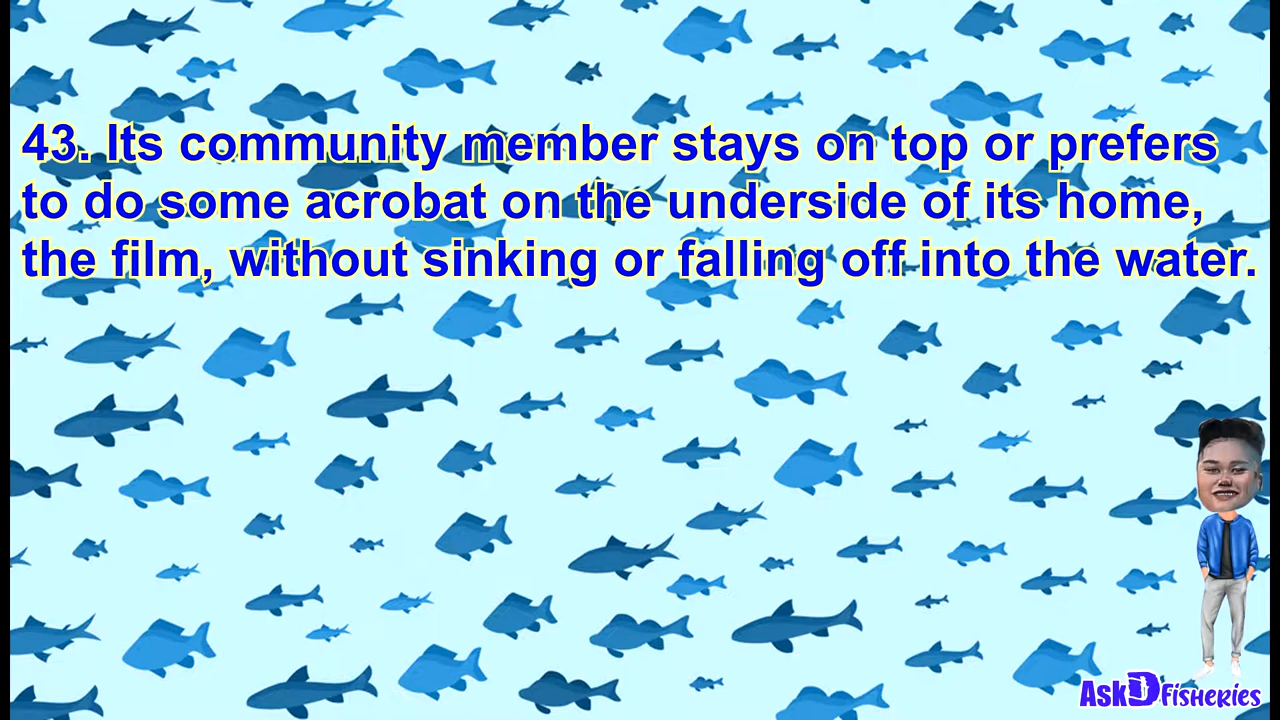 43. Its community member stays on top or prefers
to do some acrobat on the underside of its home,
the film, without sinking or falling off into the water.
AskD Fisheries